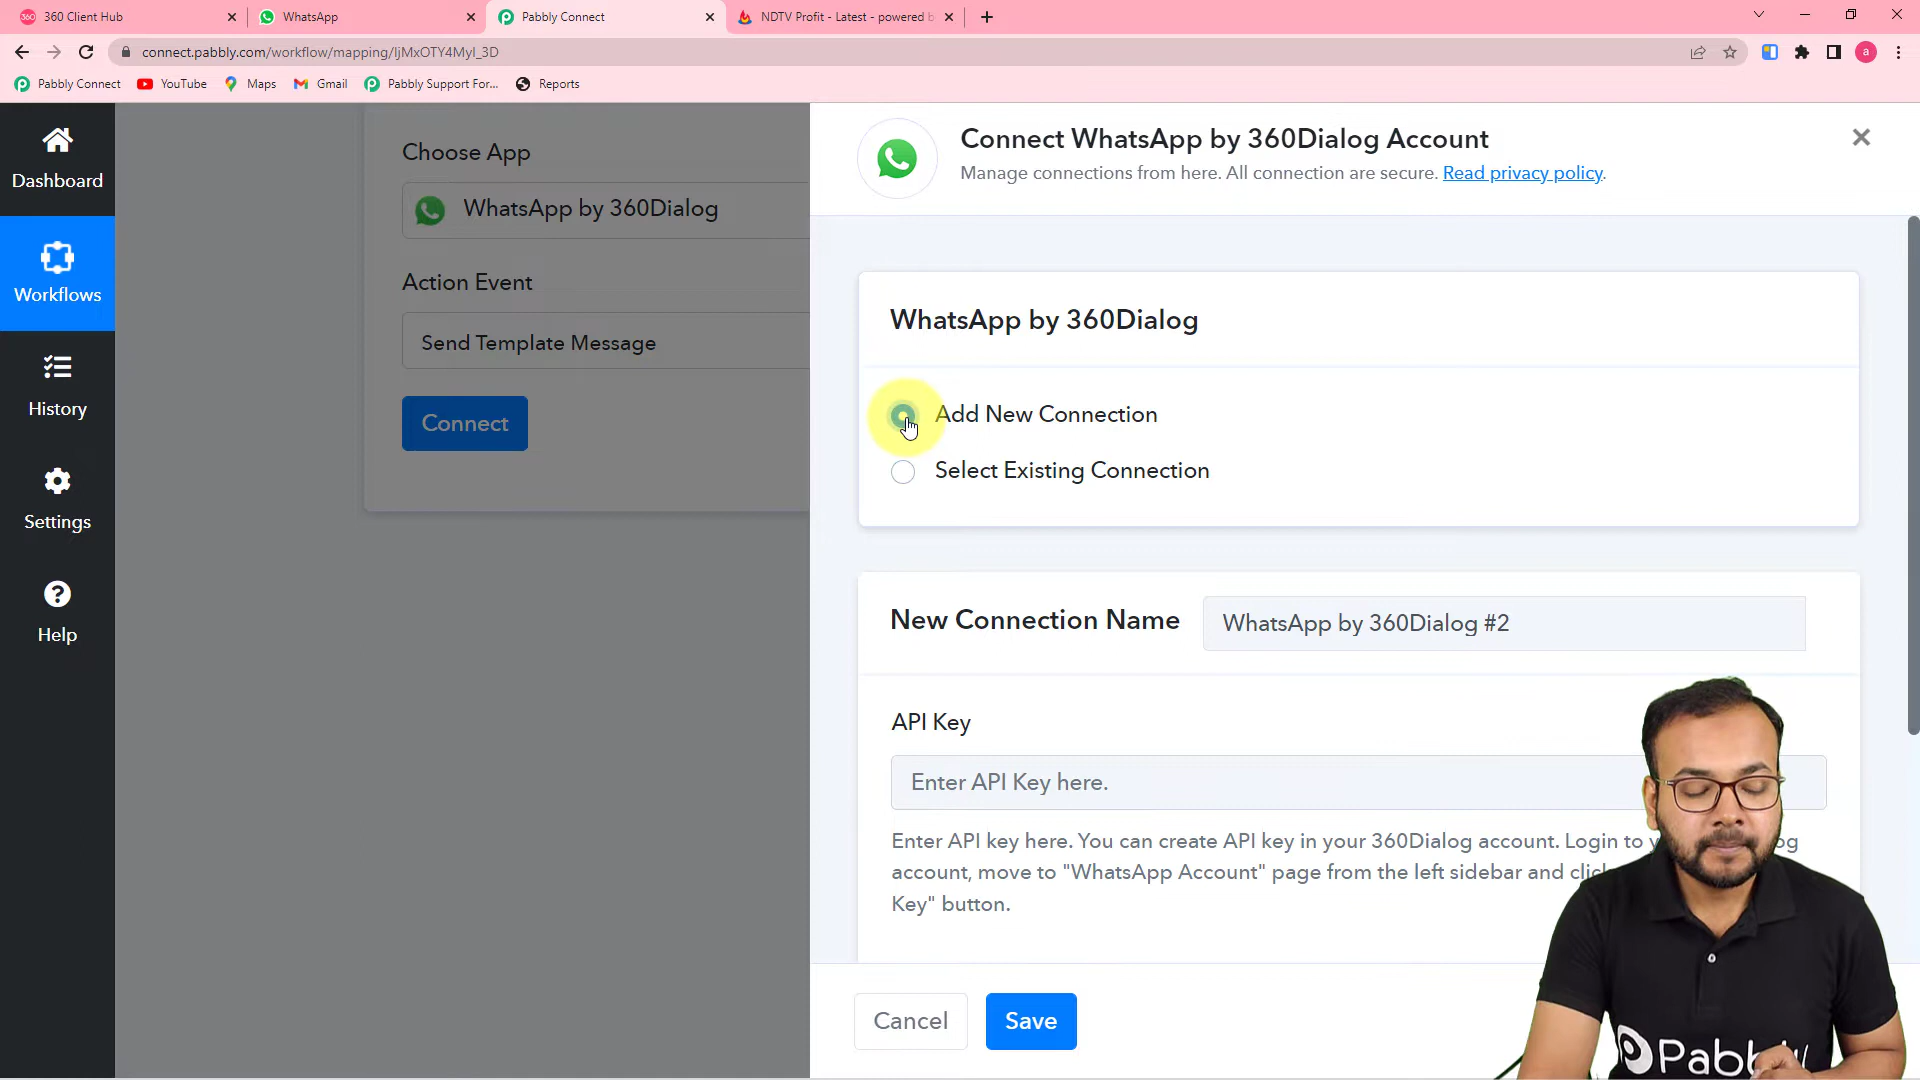 360 Client Hub
WhatsApp
Pabbly Connect
NDTV Profit - Latest - powered b
connect.pabbly.com/workflow/mapping/IjMxOTY4MyI_3D
a
Pabbly Connect
YouTube
Maps
Gmail
Pabbly Support For...
Reports
Dashboard
Workflows
History
Settings
Help
Choose App
WhatsApp by 360Dialog
Action Event
Send Template Message
Connect
Connect WhatsApp by 360Dialog Account
Manage connections from here. All connection are secure. Read privacy policy.
WhatsApp by 360Dialog
Add New Connection
Select Existing Connection
New Connection Name
WhatsApp by 360Dialog #2
API Key
Enter API Key here.
Enter API key here. You can create API key in your 360Dialog account. Login to
account, move to "WhatsApp Account" page from the left sidebar and
Key" button.
Cancel
Save